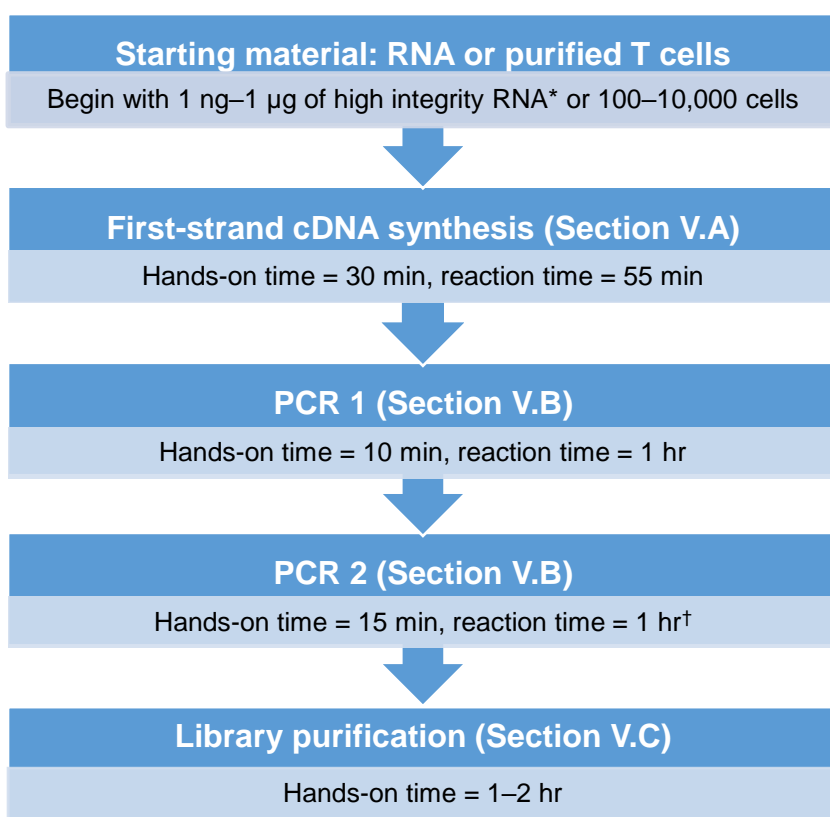 Starting material: RNA or purified T cells
Begin with 1 ng–1 µg of high integrity RNA* or 100–10,000 cells
First-strand cDNA synthesis (Section V.A)
Hands-on time = 30 min, reaction time = 55 min
PCR 1 (Section V.B)
Hands-on time = 10 min, reaction time = 1 hr
PCR 2 (Section V.B)
Hands-on time = 15 min, reaction time = 1 hr†
Library purification (Section V.C)
Hands-on time = 1–2 hr